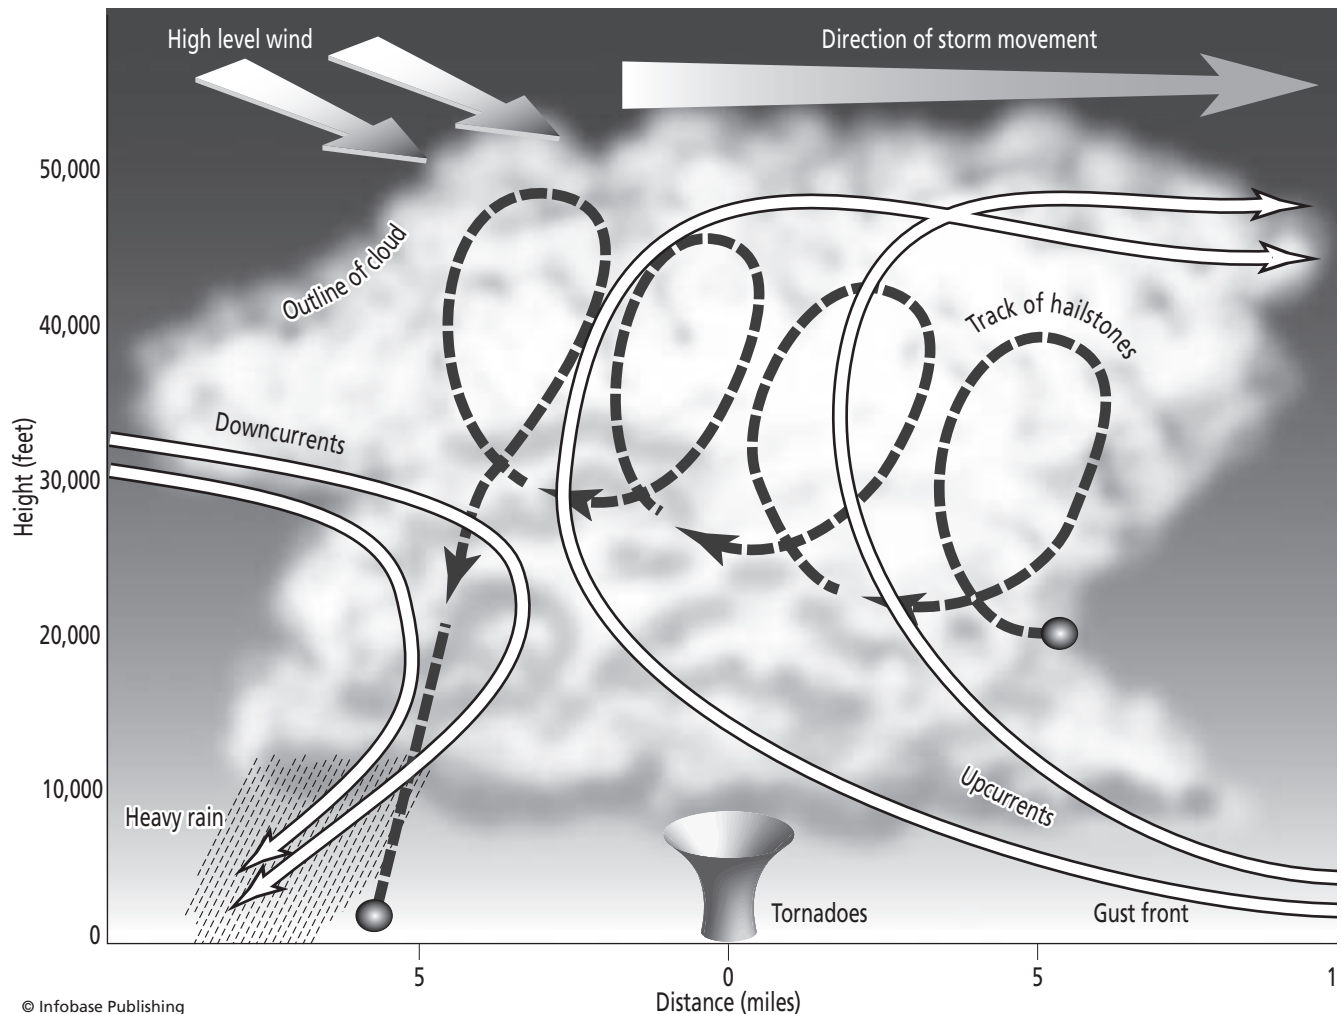 High level wind
Direction of storm movement
50,000
Outline of cloud
40,000
Track of hailstones
Downcurrents
Height (feet)
30,000
20,000
10,000
Upcurrents
Heavy rain
Tornadoes
Gust front
0
5
0
5
1
Distance (miles)
© Infobase Publishing